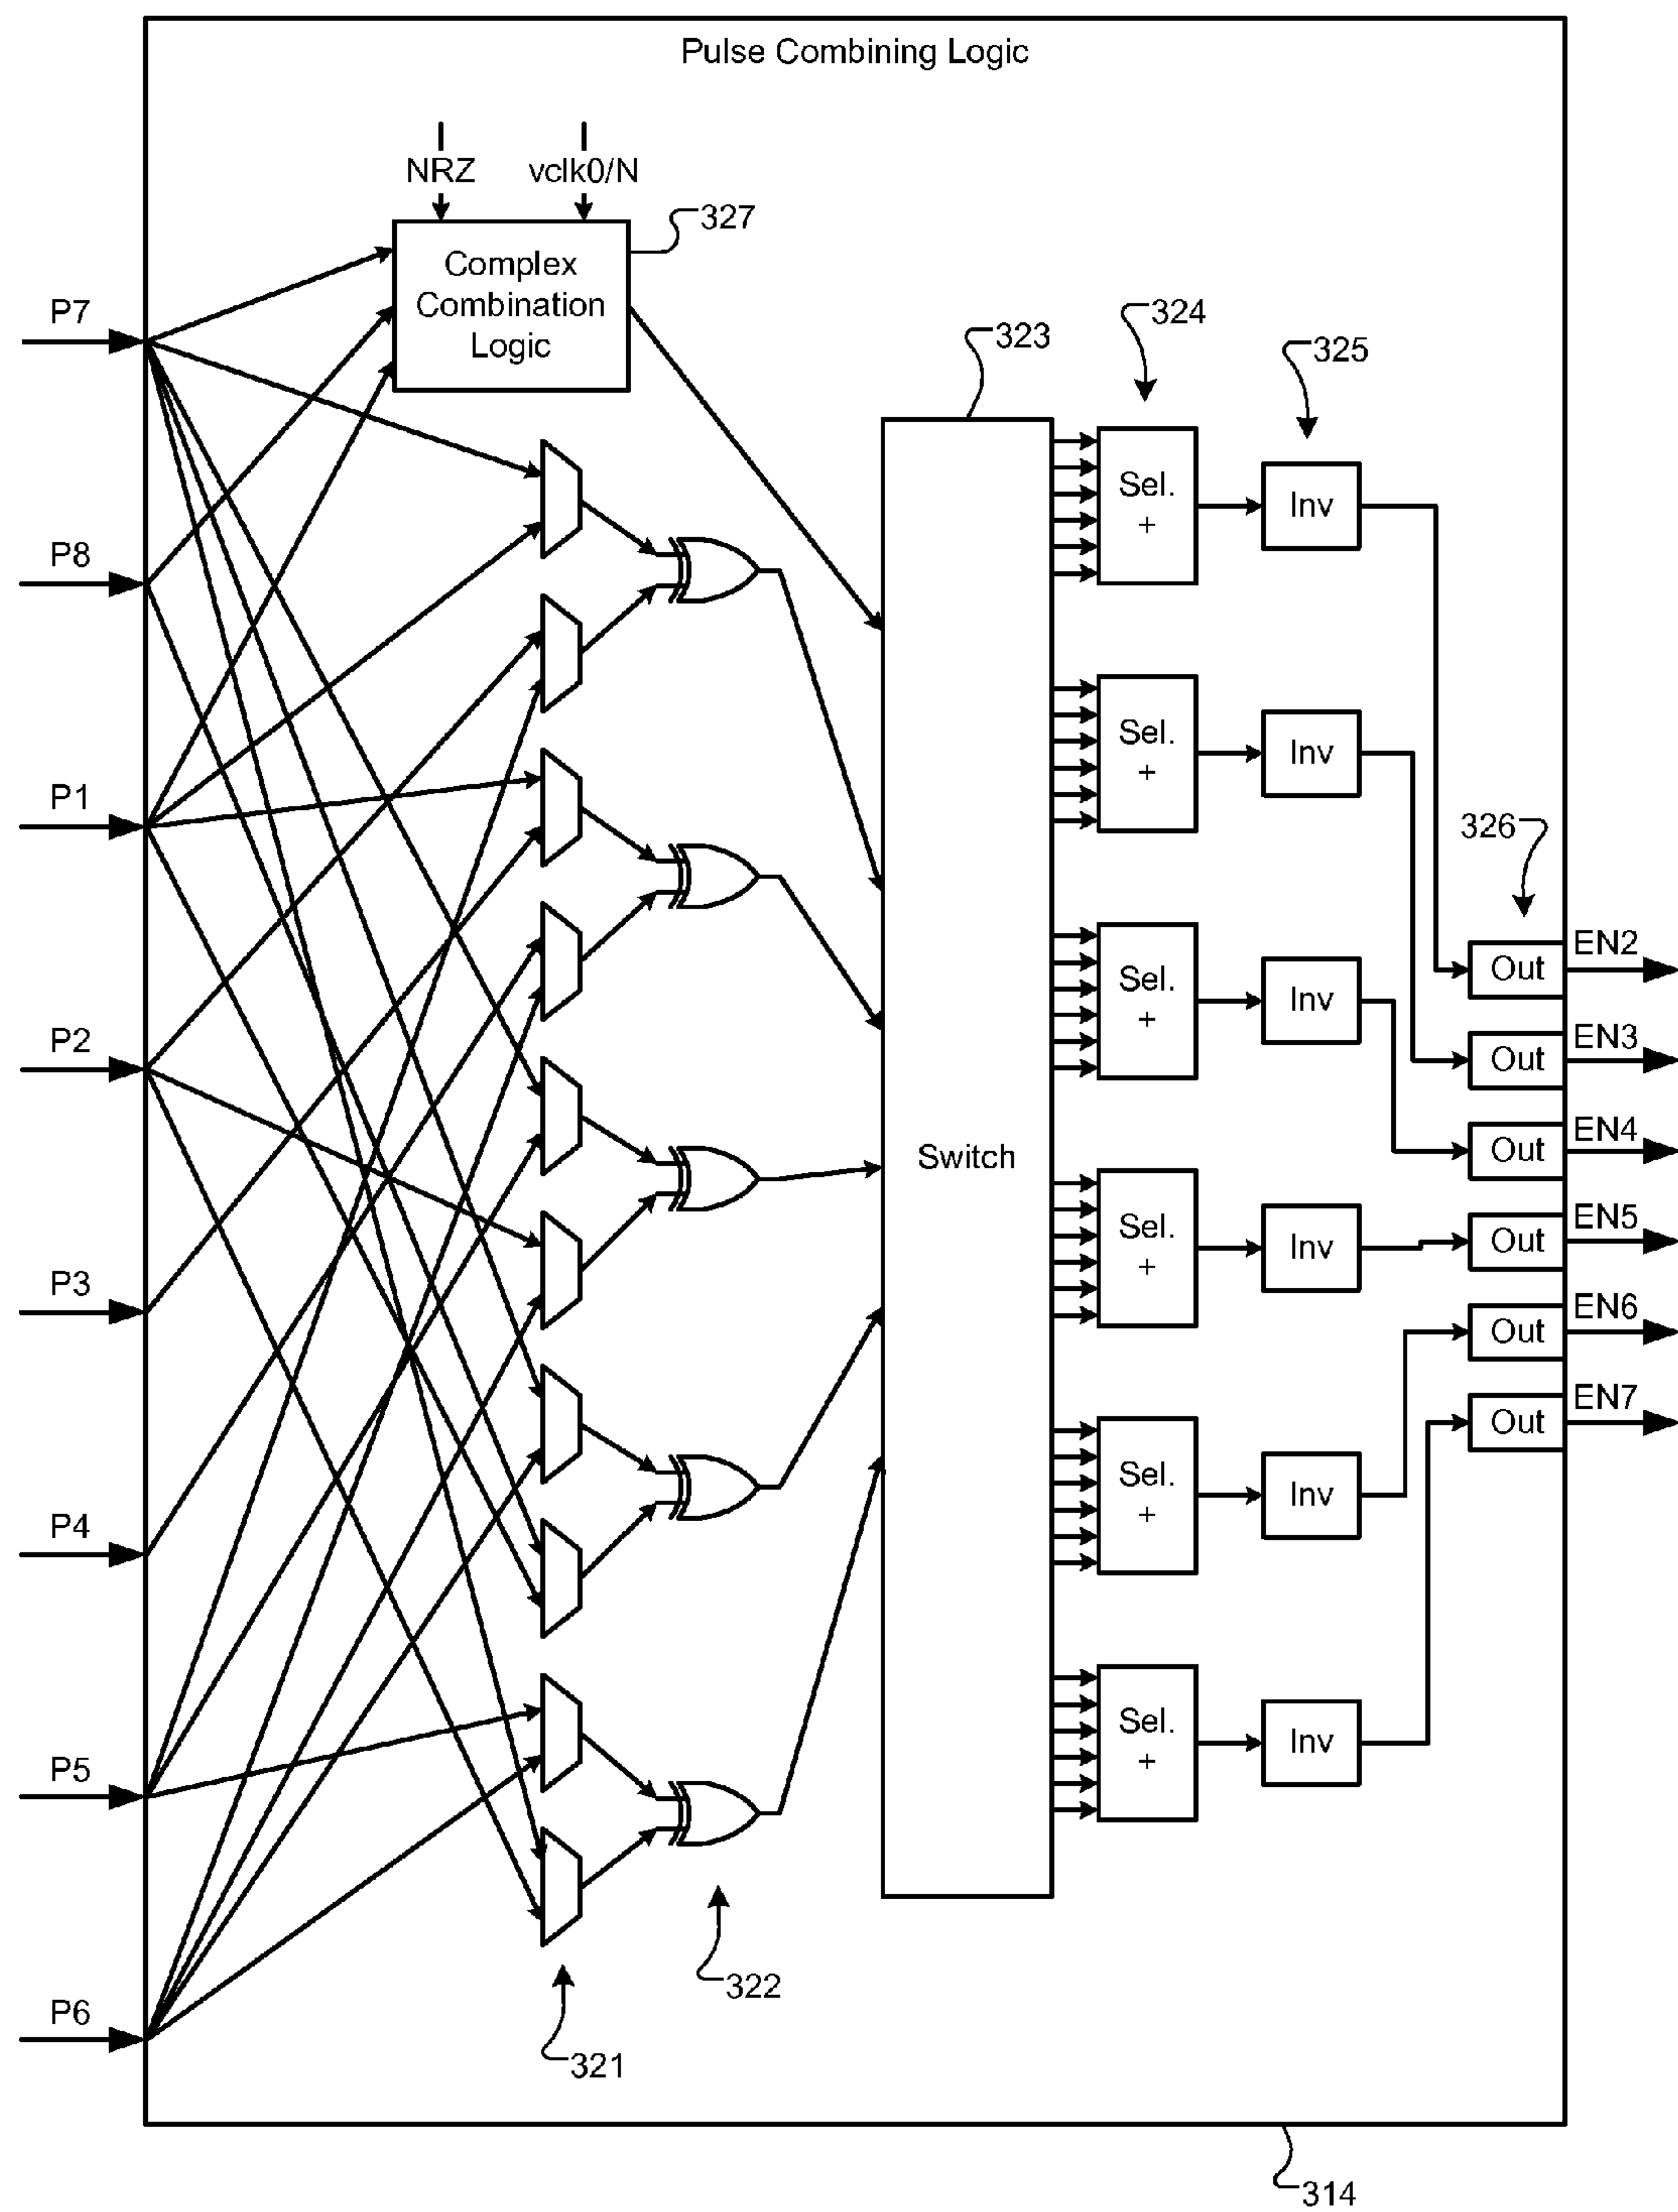 Pulse Combining Logic
NRZ
vclk0/N
327
Complex
Combination
Logic
P7
P8
P1
P2
P3
P4
P5
P6
321
322
323
Switch
324
Sel.
+
Sel.
+
Sel.
+
Sel.
+
Sel.
+
Sel.
+
325
Inv
Inv
Inv
Inv
Inv
Inv
326
Out
Out
Out
Out
Out
Out
EN2
EN3
EN4
EN5
EN6
EN7
314